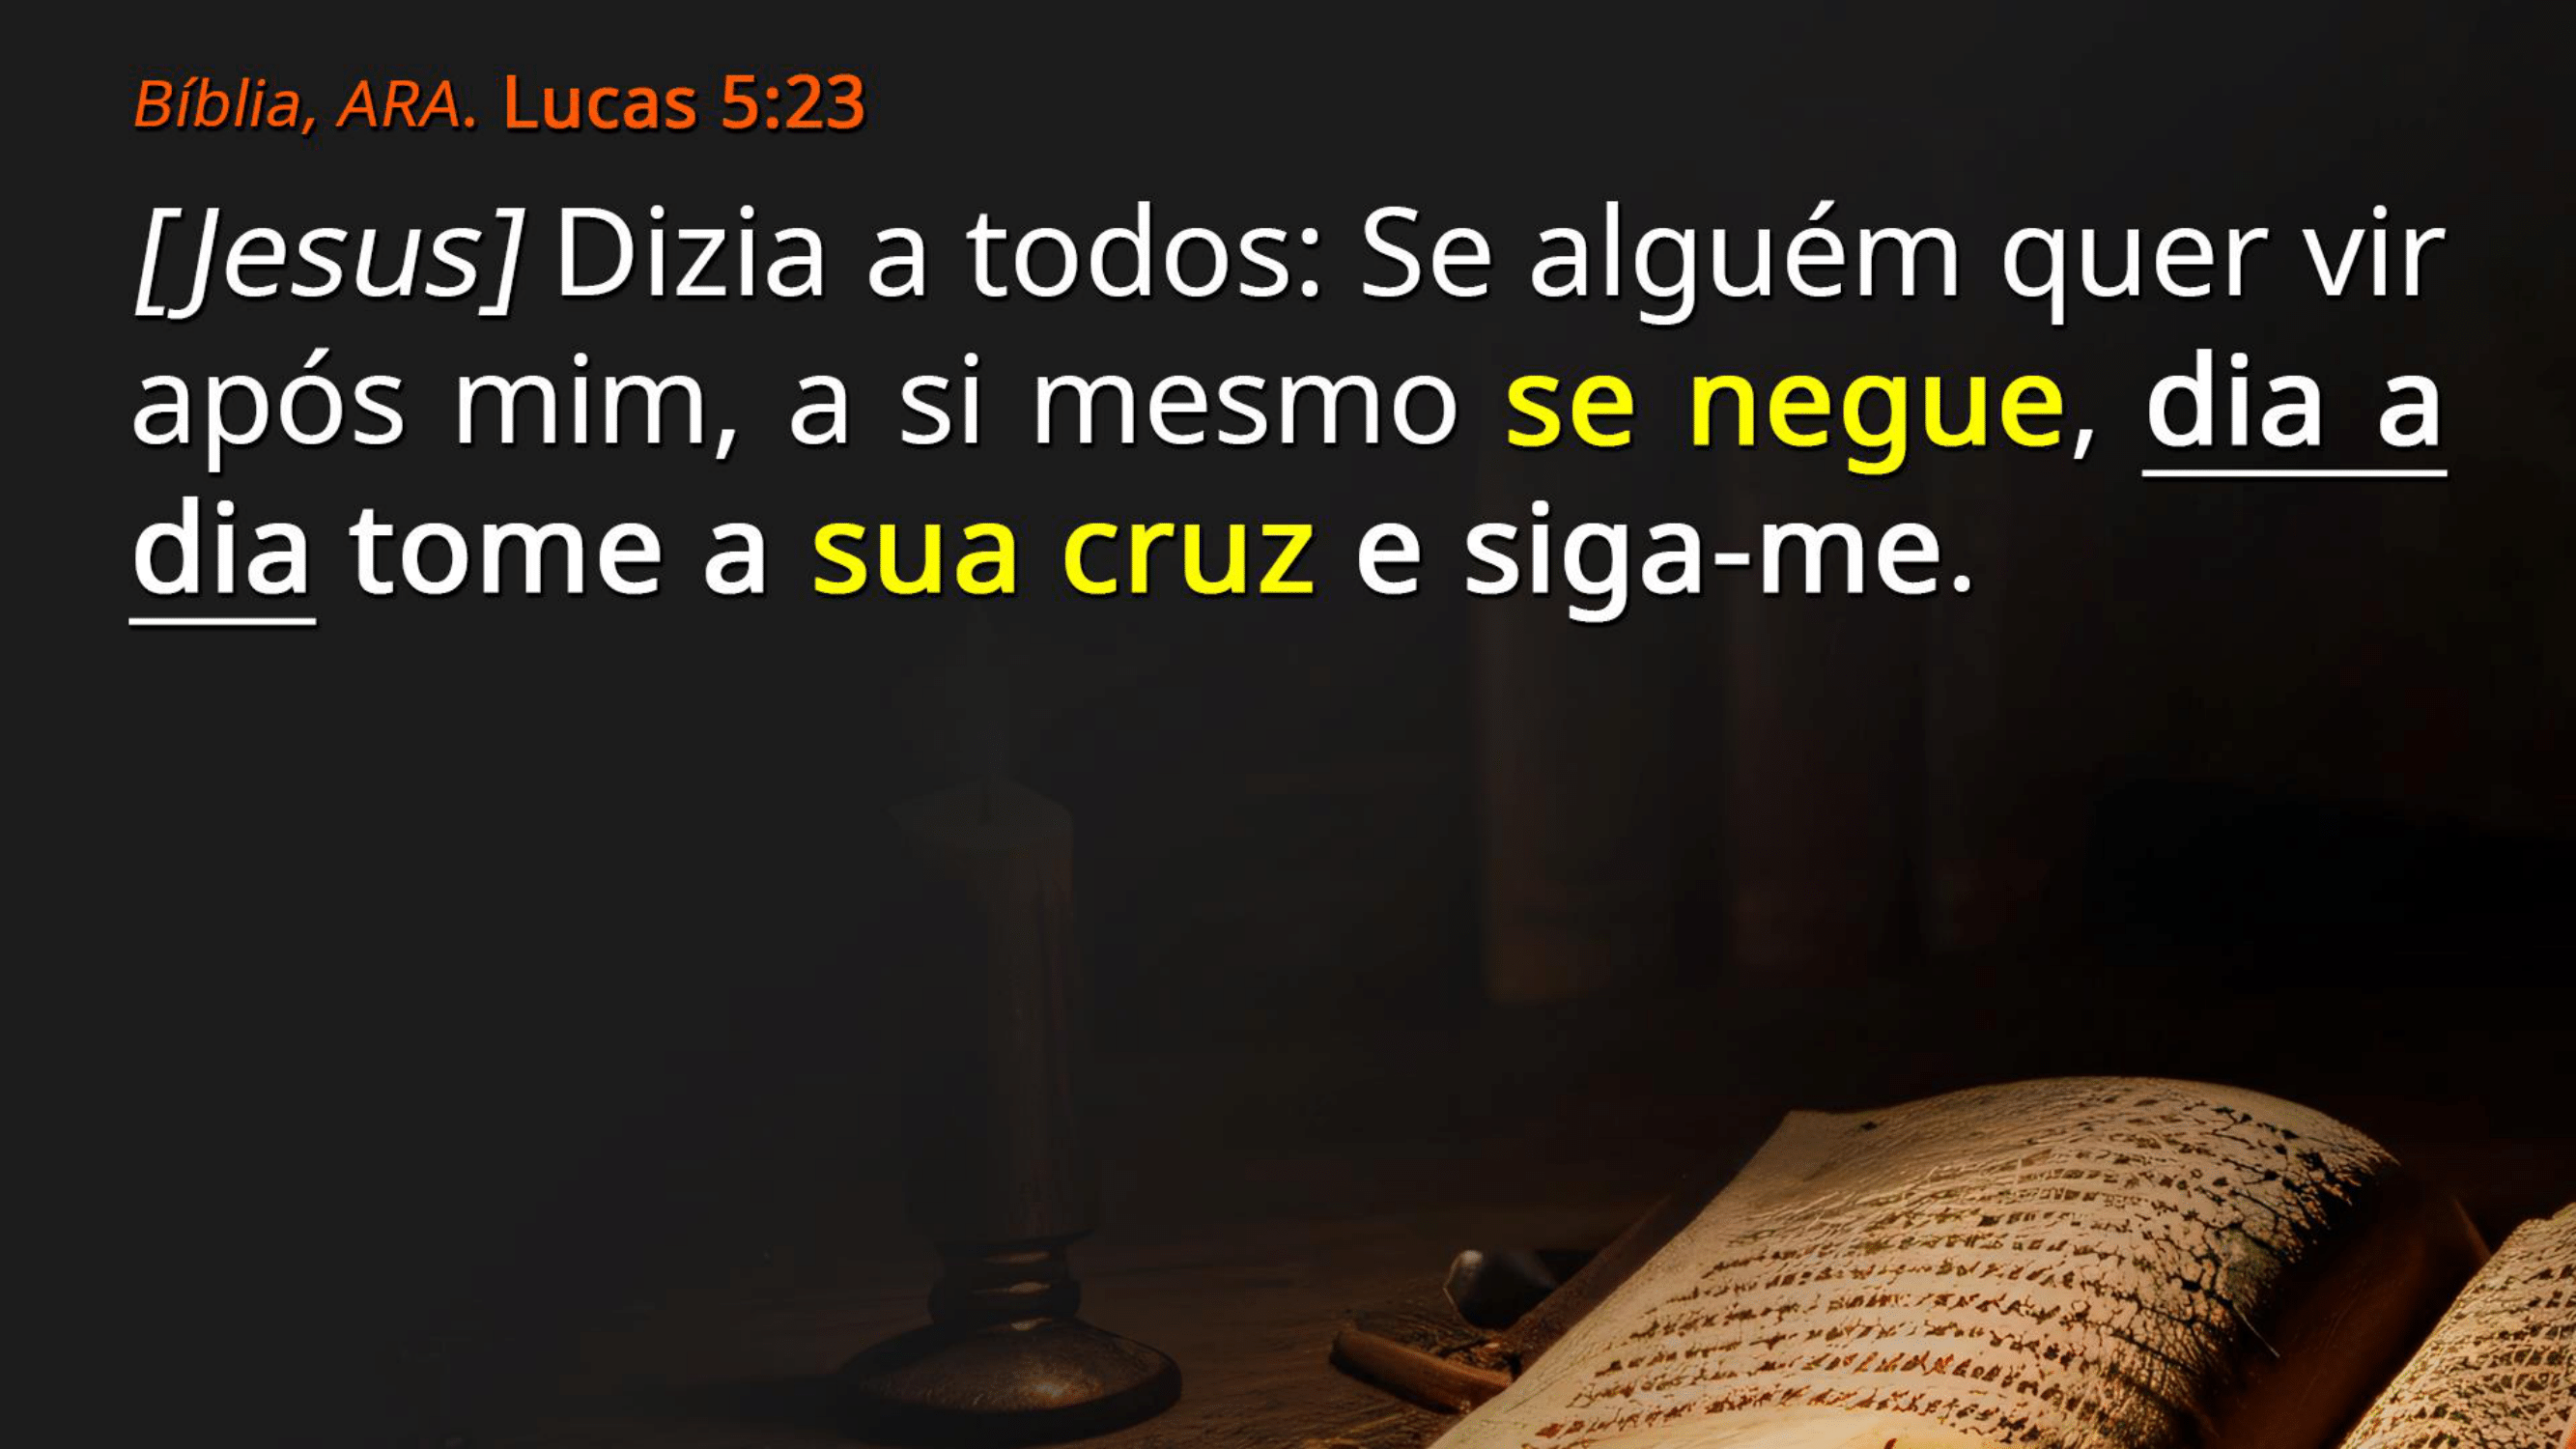 Bíblia, ARA. Lucas 5:23
[Jesus] Dizia a todos: Se alguém quer vir
após mim, a si mesmo se negue, dia a
dia tome a sua cruz e siga-me.